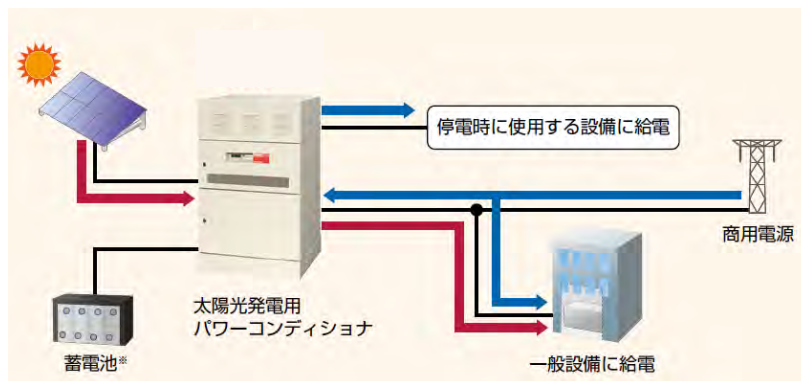 停電時に使用する設備に給電
商用電源
太陽光発電用
パワーコンディショナ
蓄電池※
一般設備に給電